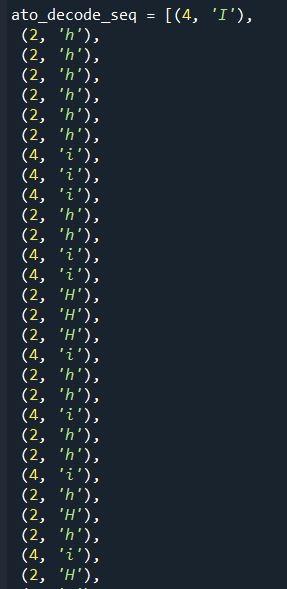 ato_decode_seq = [(4, 'I'),
(2, 'h'),
(2, 'h'),
(2, 'h'),
(2, 'h'),
(2, 'h'),
(2, 'h'),
(4, 'i'),
(4, 'i'),
(4, 'i'),
(2, 'h'),
(2, 'h'),
(4, 'i'),
(4, 'i'),
(2, 'H'),
(2, 'H'),
(2, 'H'),
(4, 'i'),
(2, 'h'),
(2, 'h'),
(4, 'i'),
(2, 'h'),
(2, 'h'),
(4, 'i'),
(2, 'h'),
(2, 'H'),
(2, 'h'),
(4, 'i'),
(2, 'H'),